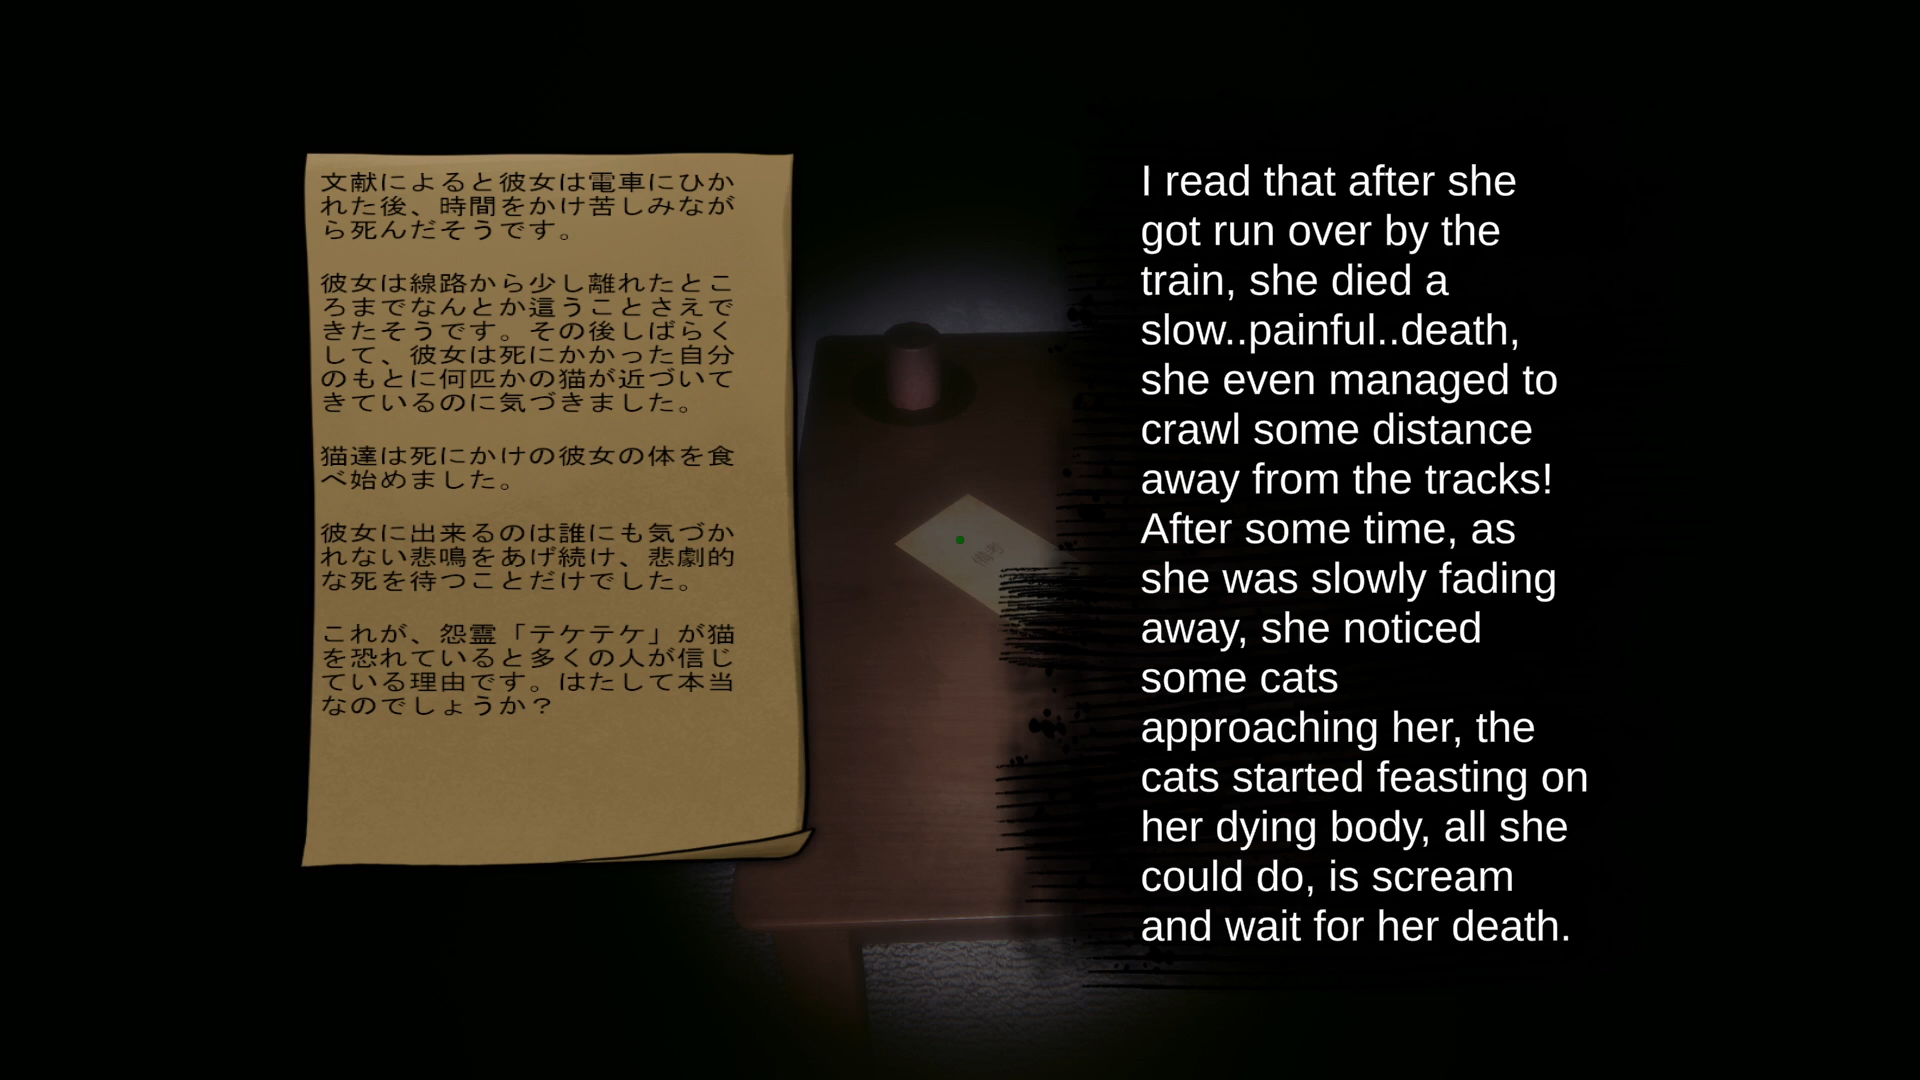 文献によると彼女は電車にひか
れた後、時間をかけ苦しみなが
ら死んだそうです。
彼女は線路から少し離れたとこ
ろまでなんとか這うことさえで
きたそうです。その後しばらく
して、彼女は死にかかった自分
のもとに何匹かの猫が近づいて
きているのに気づきました。
猫達は死にかけの彼女の体を食
べ始めました。
彼女に出来るのは誰にも気づか
れない悲鳴をあげ続け、悲劇的
な死を待つことだけでした。
これが、怨霊「テケテケ」が猫
を恐れていると多くの人が信じ
ている理由です。はたして本当
なのでしょうか？
備考
I read that after she
got run over by the
train, she died a
slow..painful..death,
she even managed to
crawl some distance
away from the tracks!
After some time, as
she was slowly fading
away, she noticed
some cats
approaching her, the
cats started feasting on
her dying body, all she
could do, is scream
and wait for her death.